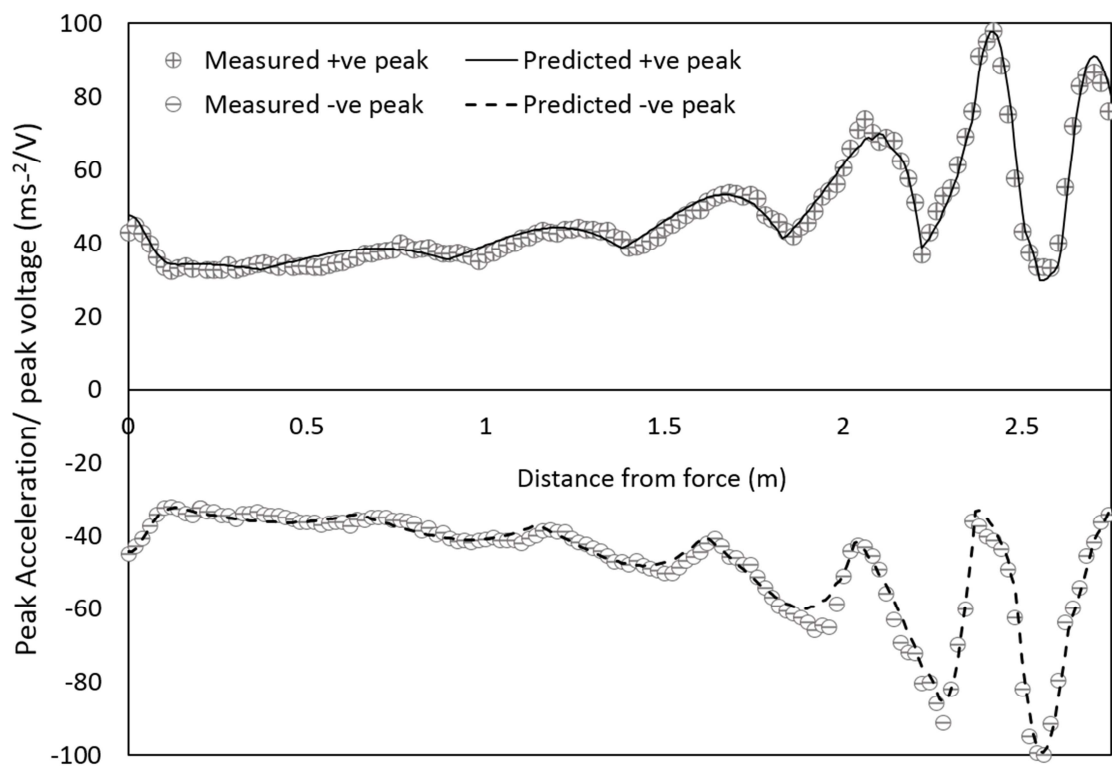 100
80
60
40
20
0
-20
-40
-60
-80
-100
Peak Acceleration/ peak voltage (ms-²/V)
Measured +ve peak
Predicted +ve peak
Measured -ve peak
Predicted -ve peak
0 0.5 1 1.5 2 2.5
Distance from force (m)